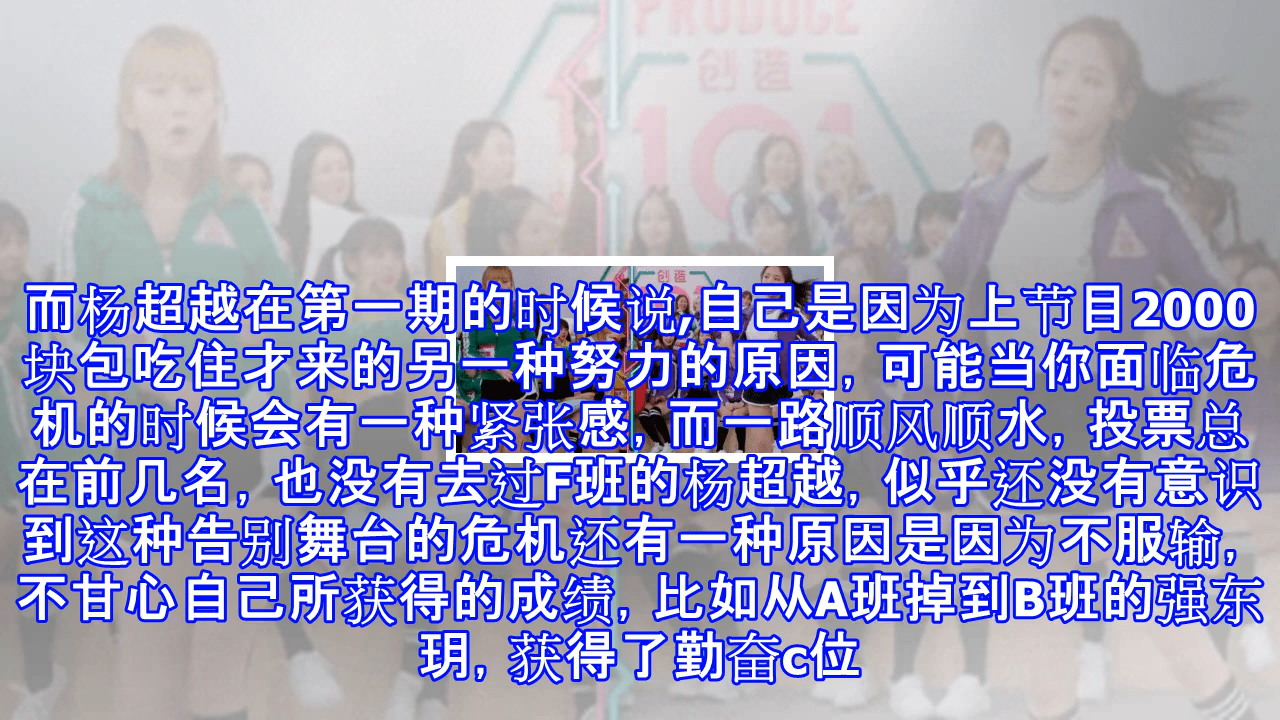 PRODUCE
创造
101
创造
而杨超越在第一期的时候说,自己是因为上节目2000
块包吃住才来的另一种努力的原因, 可能当你面临危
机的时候会有一种紧张感, 而一路顺风顺水, 投票总
在前几名, 也没有去过F班的杨超越, 似乎还没有意识
到这种告别舞台的危机还有一种原因是因为不服输,
不甘心自己所获得的成绩, 比如从A班掉到B班的强东
玥, 获得了勤奋c位